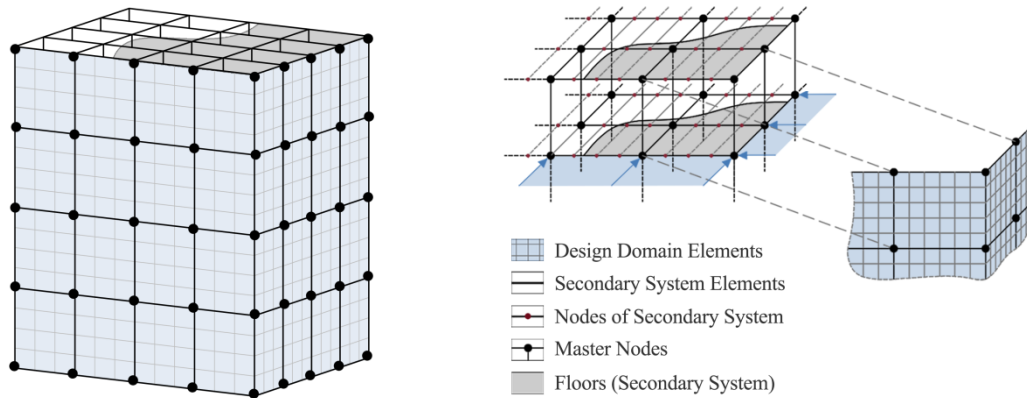 Design Domain Elements
Secondary System Elements
Nodes of Secondary System
Master Nodes
Floors (Secondary System)